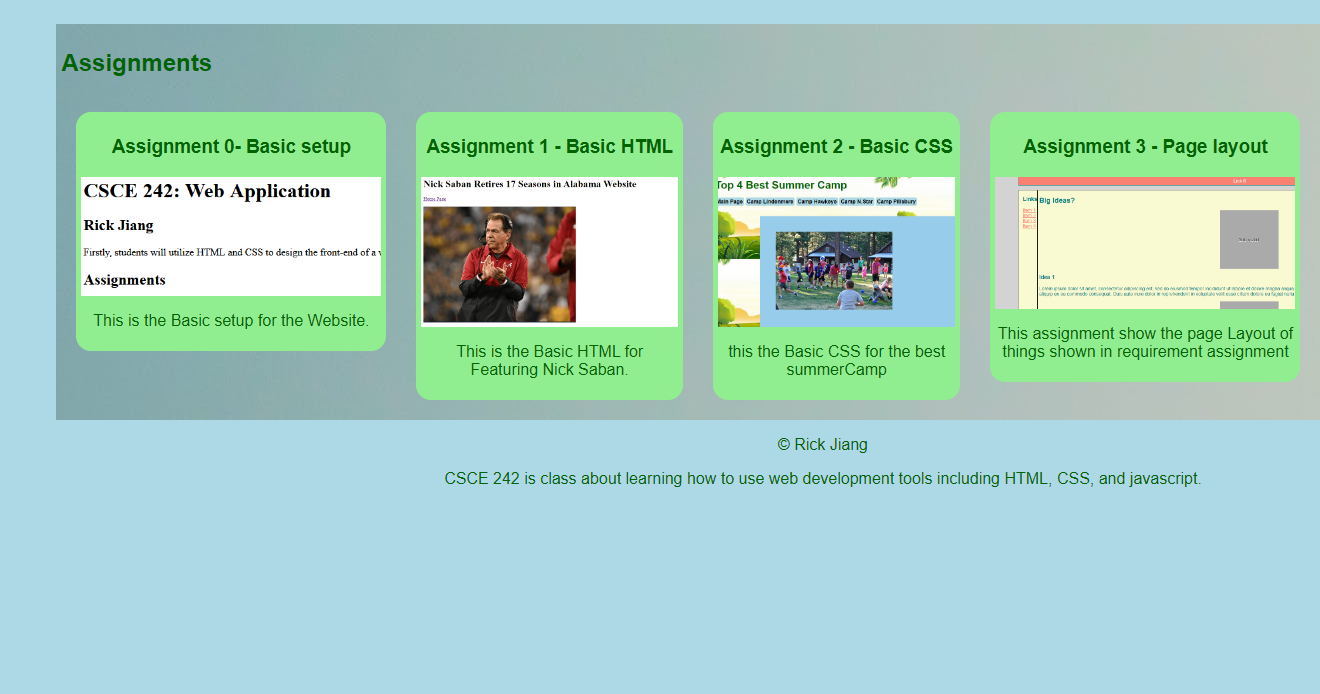 Assignments
Assignment 0- Basic setup
CSCE 242: Web Application
Rick Jiang
Firstly, students will utilize HTML and CSS to design the front-end of a
Assignments
This is the Basic setup for the Website.
Assignment 1 - Basic HTML
Nick Saban Retires 17 Seasons in Alabama Website
Home Page
This is the Basic HTML for
Featuring Nick Saban.
Assignment 2 - Basic CSS
Top 4 Best Summer Camp
Main Page Camp Lindenmere Camp Hawkeye Camp N.Star Camp Pillsbury
this the Basic CSS for the best
summerCamp
Assignment 3 - Page layout
Links
Big Ideas?
Idea 1
This assignment show the page Layout of
things shown in requirement assignment
© Rick Jiang
CSCE 242 is class about learning how to use web development tools including HTML, CSS, and javascript.